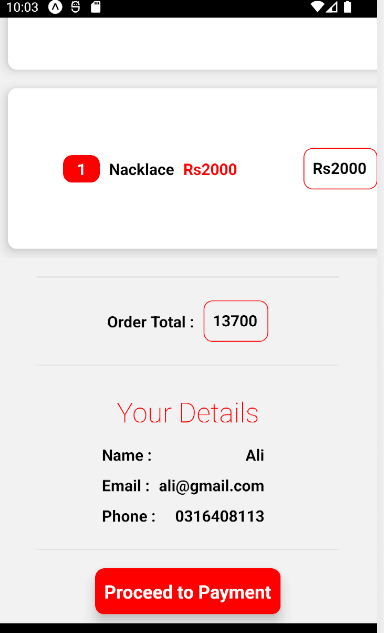 10:03
1 Nacklace Rs2000 Rs2000
Order Total : 13700
Your Details
Name : Ali
Email : ali@gmail.com
Phone : 0316408113
Proceed to Payment